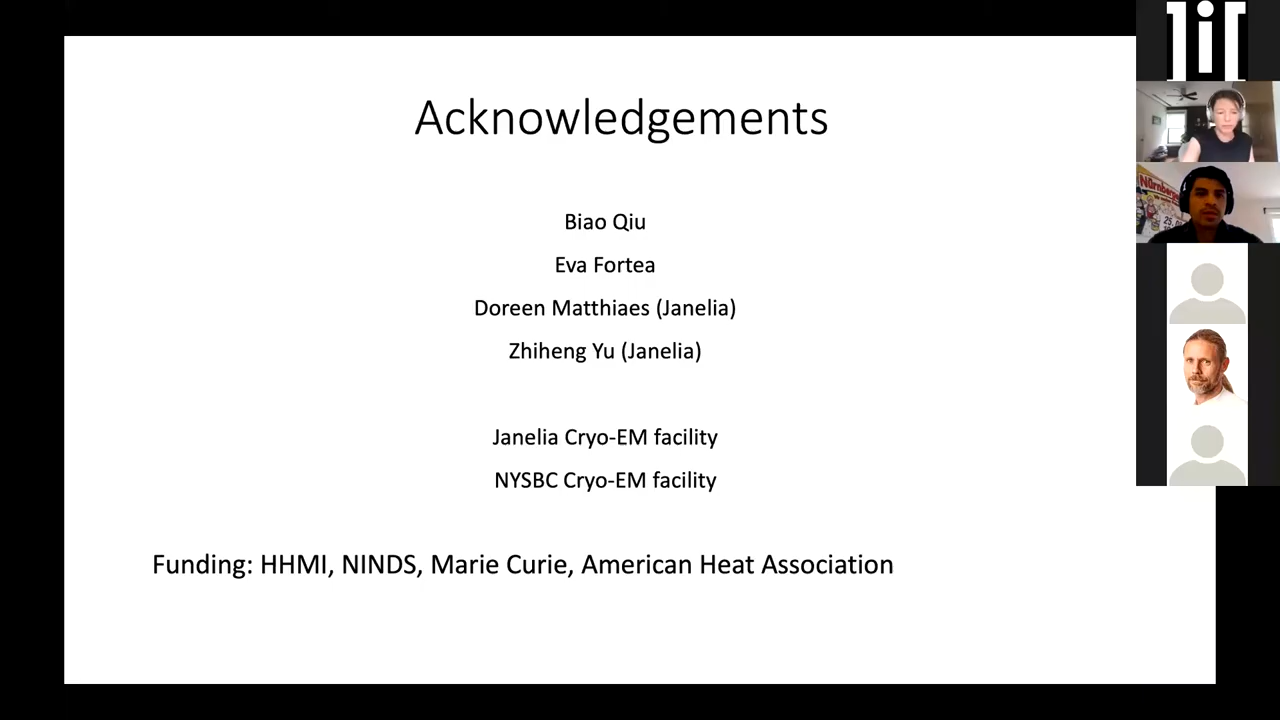 Acknowledgements
Biao Qiu
Eva Fortea
Doreen Matthiaes (Janelia)
Zhiheng Yu (Janelia)
Janelia Cryo-EM facility
NYSBC Cryo-EM facility
Funding: HHMI, NINDS, Marie Curie, American Heat Association